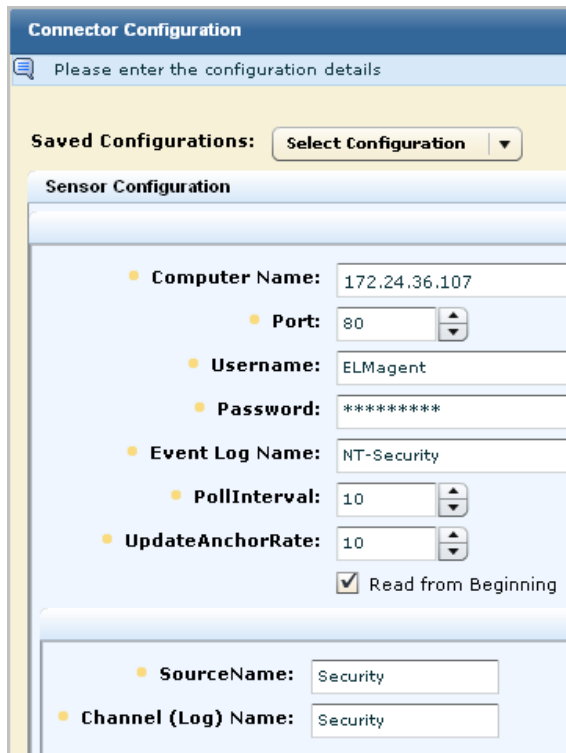 Connector Configuration
Please enter the configuration details
Saved Configurations: Select Configuration
Sensor Configuration
Computer Name: 172.24.36.107
Port: 80
Username: ELMagent
Password: *********
Event Log Name: NT-Security
PollInterval: 10
UpdateAnchorRate: 10
Read from Beginning
SourceName: Security
Channel (Log) Name: Security